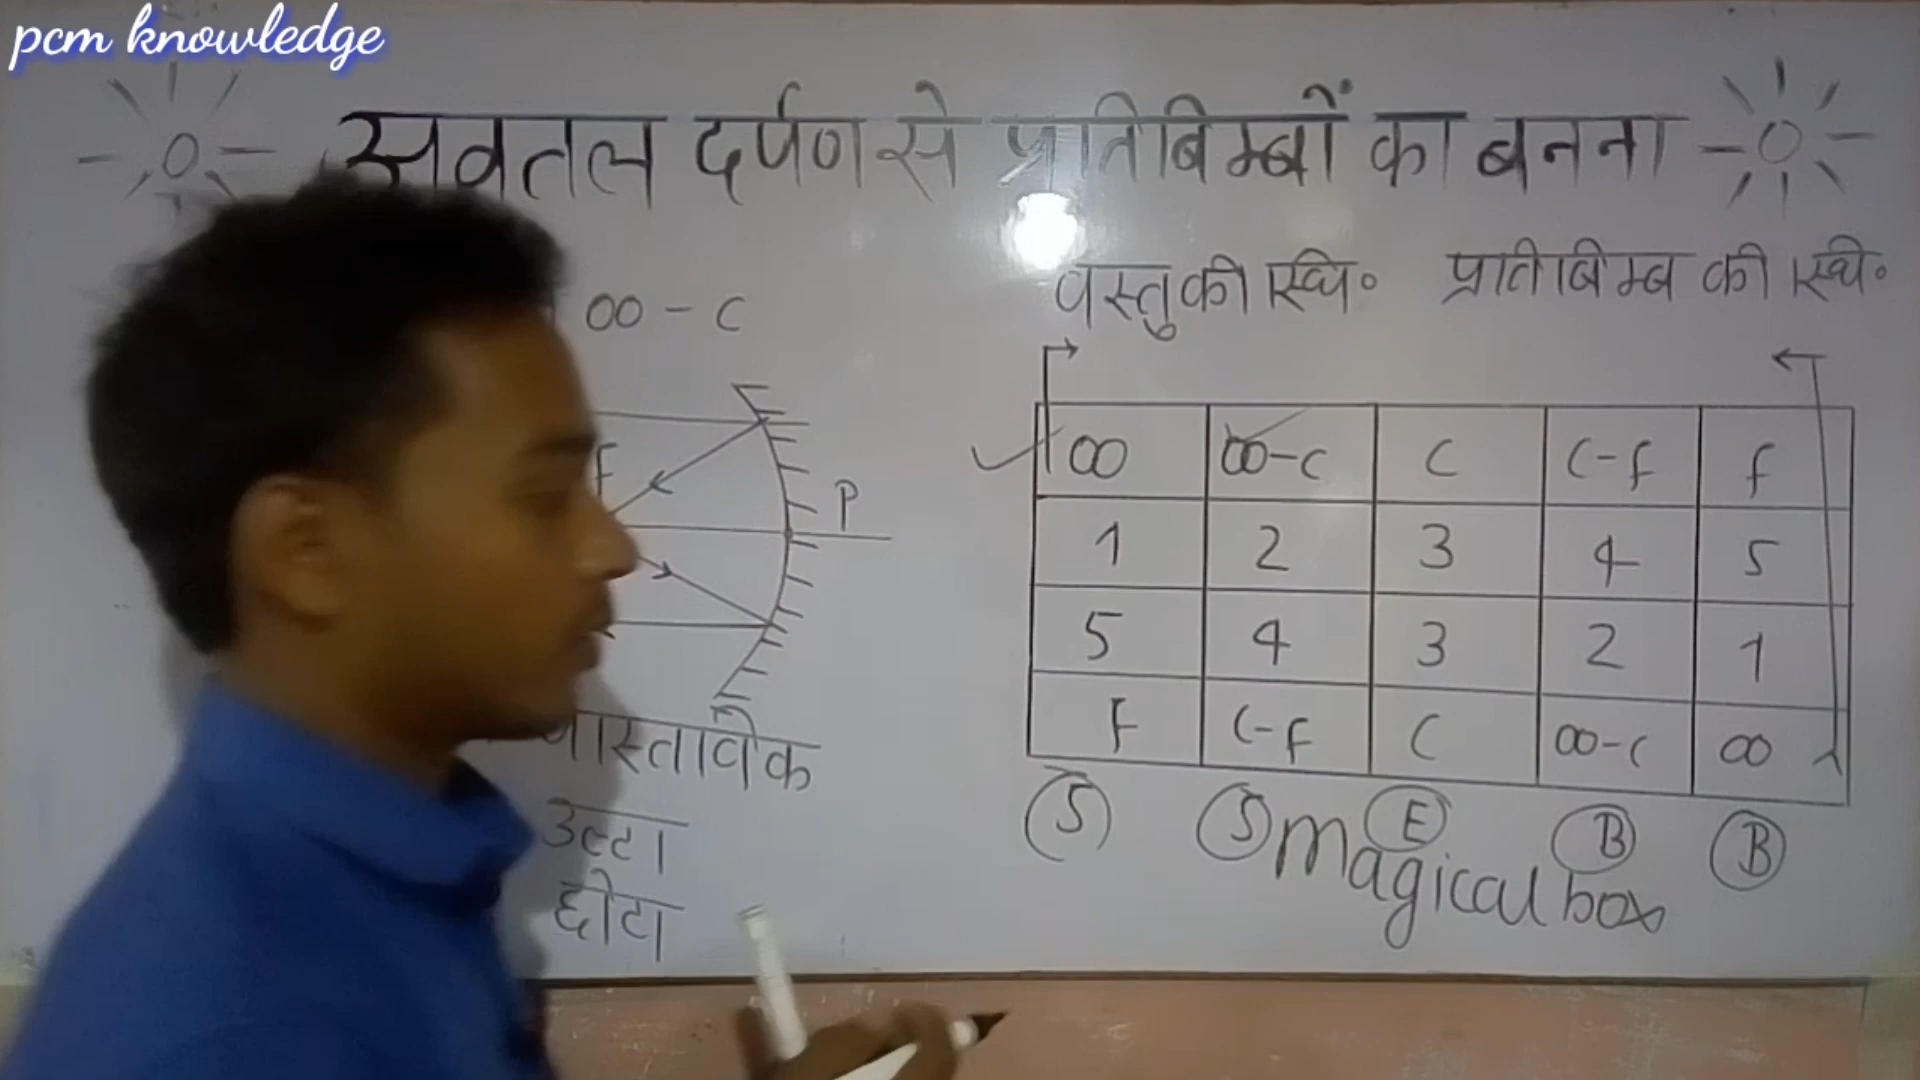 pcm knowledge
अवतल दर्पण से प्रतिबिम्बों का बनना
वस्तु की स्थि॰ प्रतिबिम्ब की स्थि॰
∞ - C
F
P
∞ ∞-C C C-F F
1 2 3 4 5
5 4 3 2 1
F C-F C ∞-C ∞
S S E B B
magical box
वास्तविक
उल्टा
छोटा